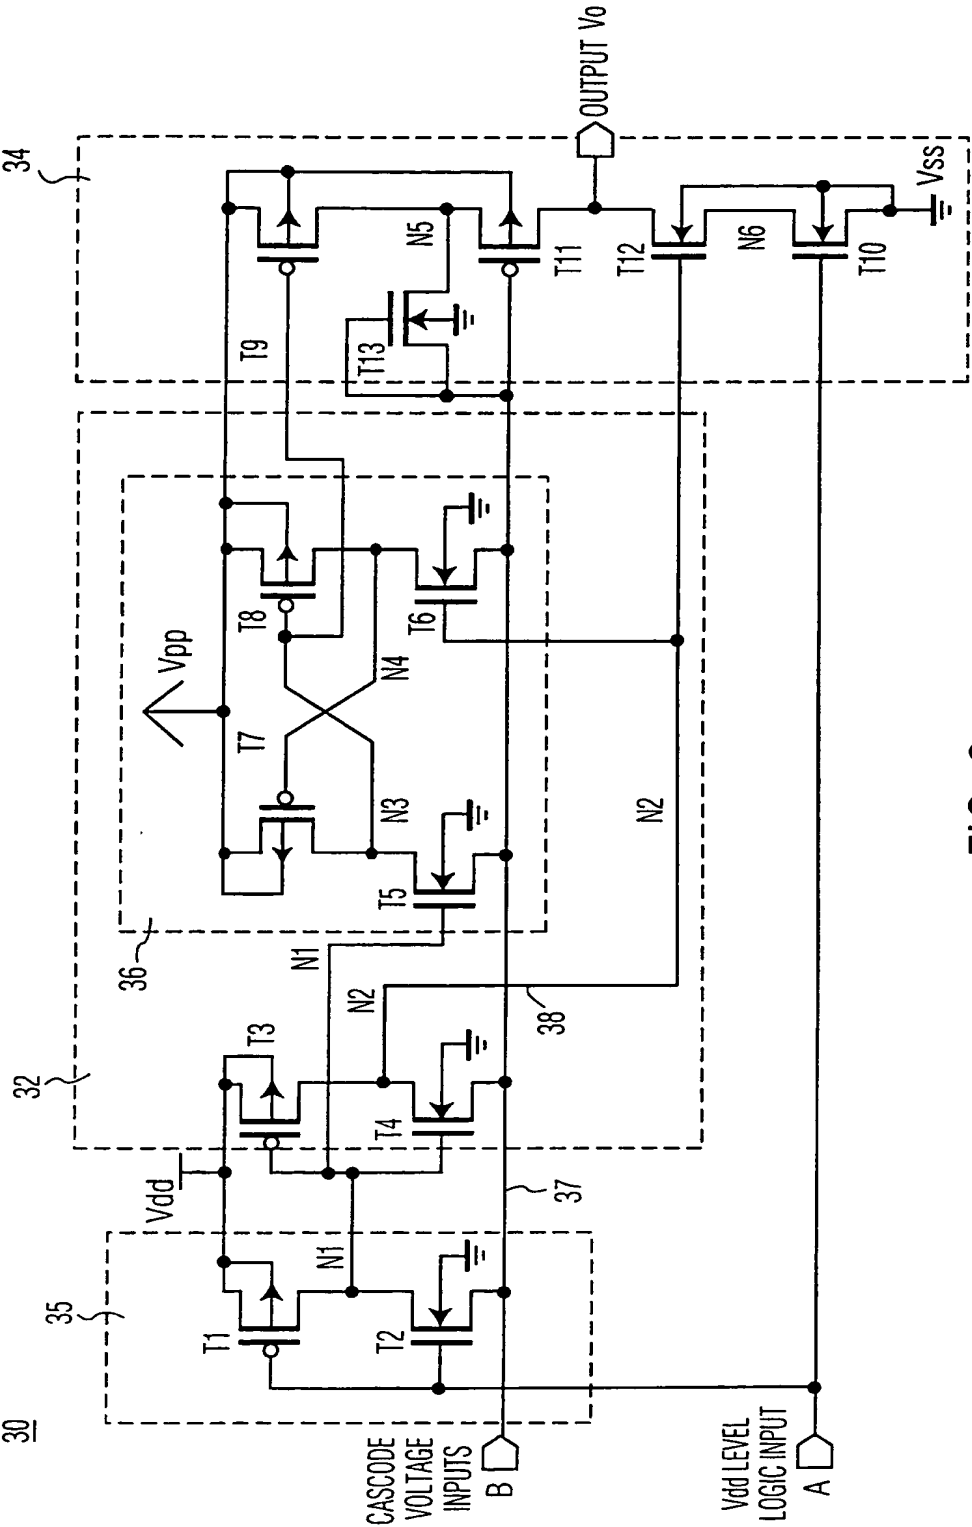 30
35
Vdd
32
36
Vpp
34
T1
T2
N1
T3
T4
N2
N1
T5
N3
T7
N4
T8
T6
T9
T13
N5
T11
T12
N6
T10
Vss
OUTPUT Vo
37
38
N2
CASCODE
VOLTAGE
INPUTS
B
Vdd LEVEL
LOGIC INPUT
A